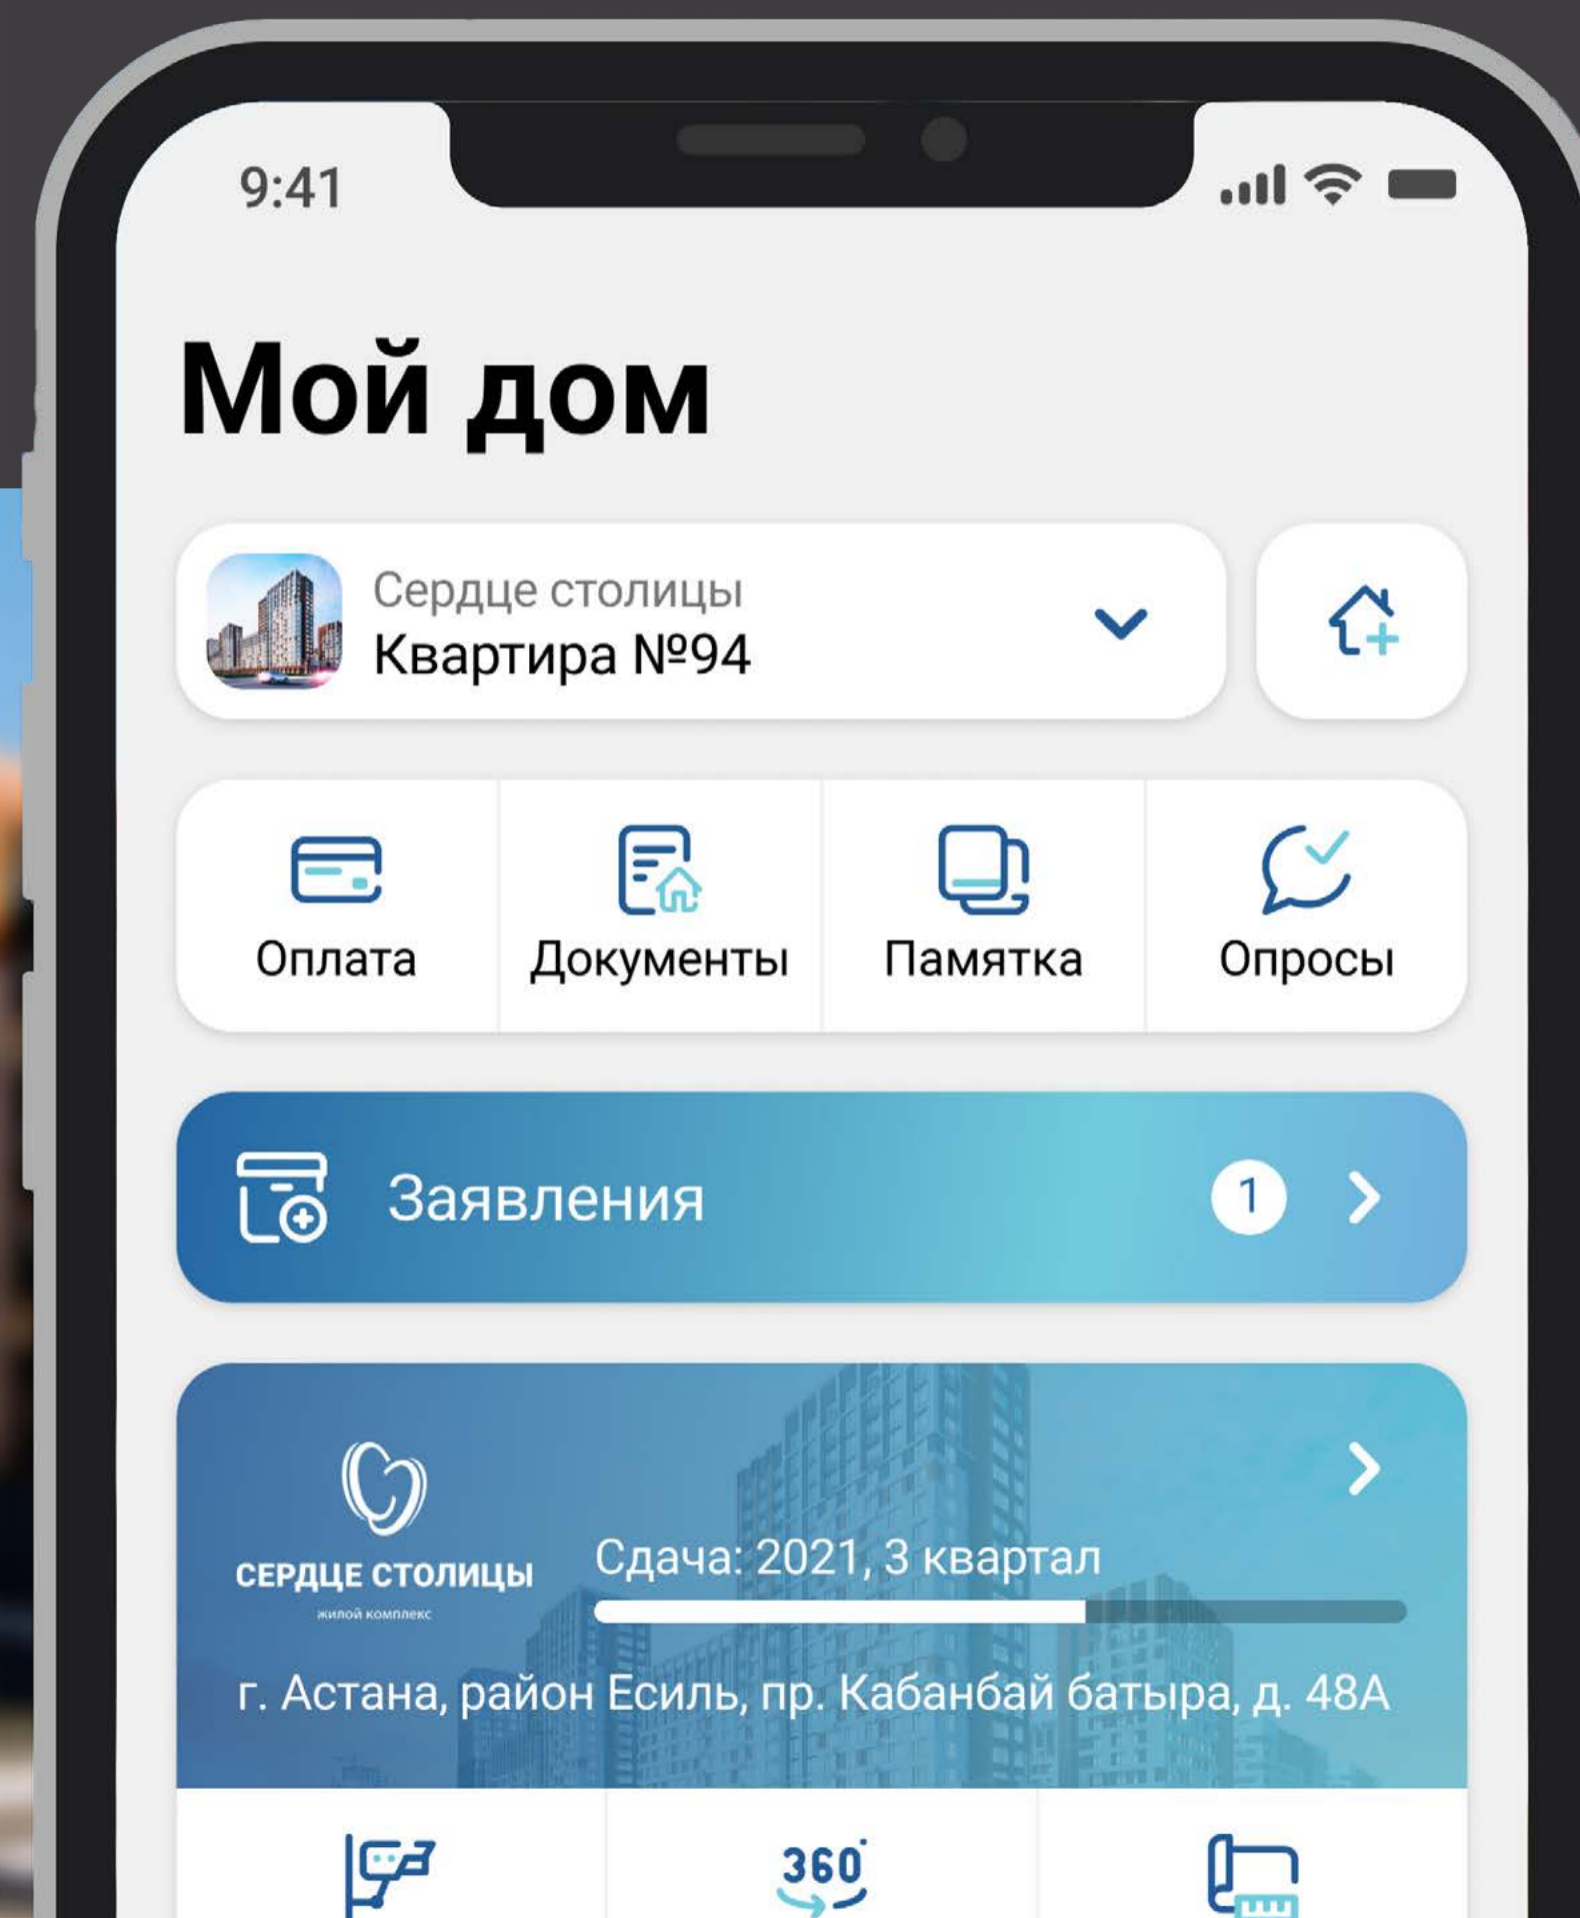 9:41
Мой дом
Сердце столицы
Квартира №94
Оплата
Документы
Памятка
Опросы
Заявления
1
СЕРДЦЕ СТОЛИЦЫ
жилой комплекс
Сдача: 2021, 3 квартал
г. Астана, район Есиль, пр. Кабанбай батыра, д. 48А
360°